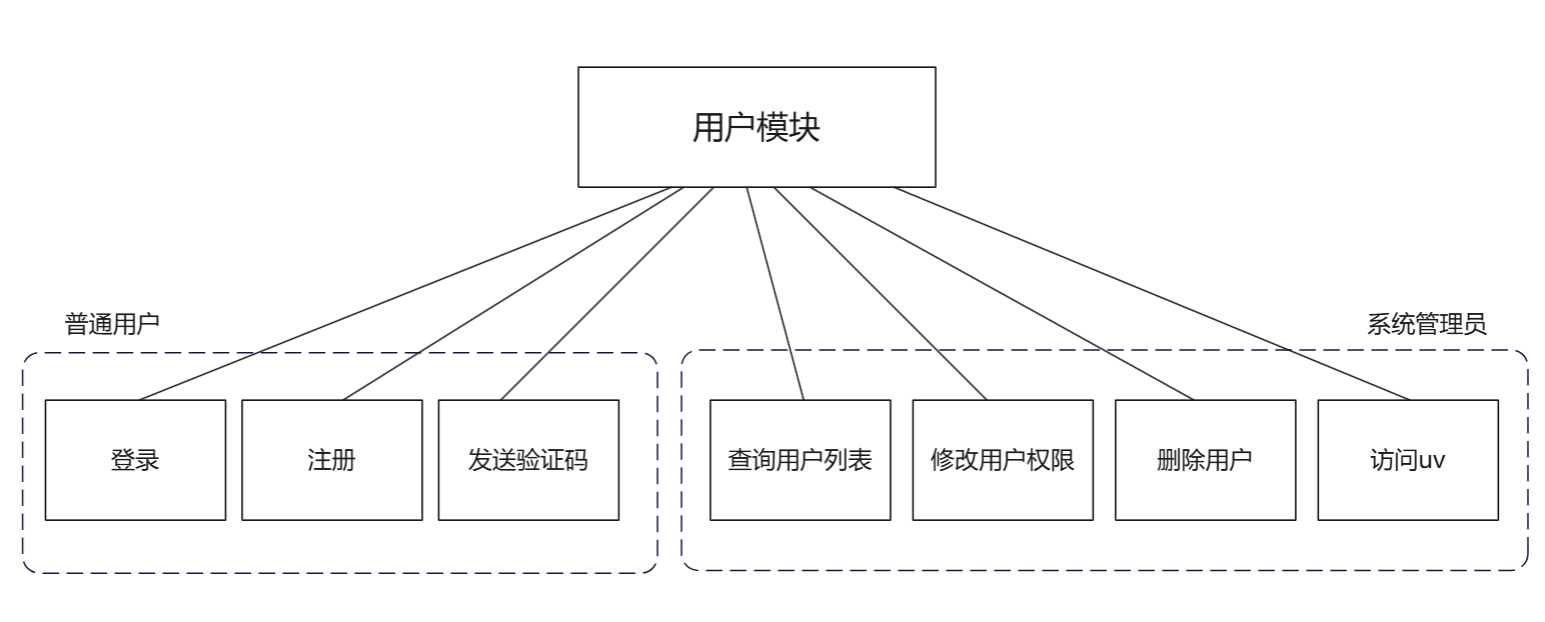 用户模块
普通用户
系统管理员
登录
注册
发送验证码
查询用户列表
修改用户权限
删除用户
访问uv